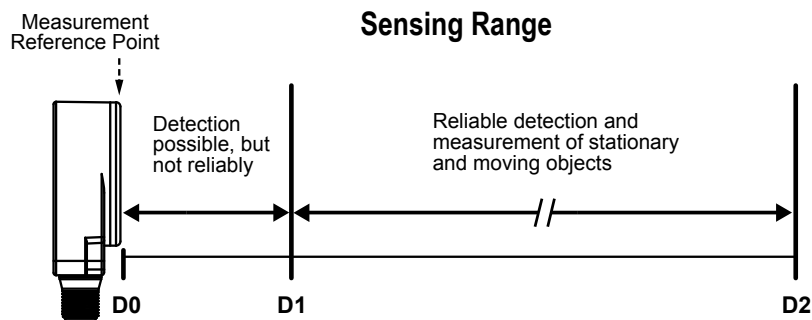 Sensing Range
Measurement
Reference Point
Detection
possible, but
not reliably
Reliable detection and
measurement of stationary
and moving objects
D0
D1
D2